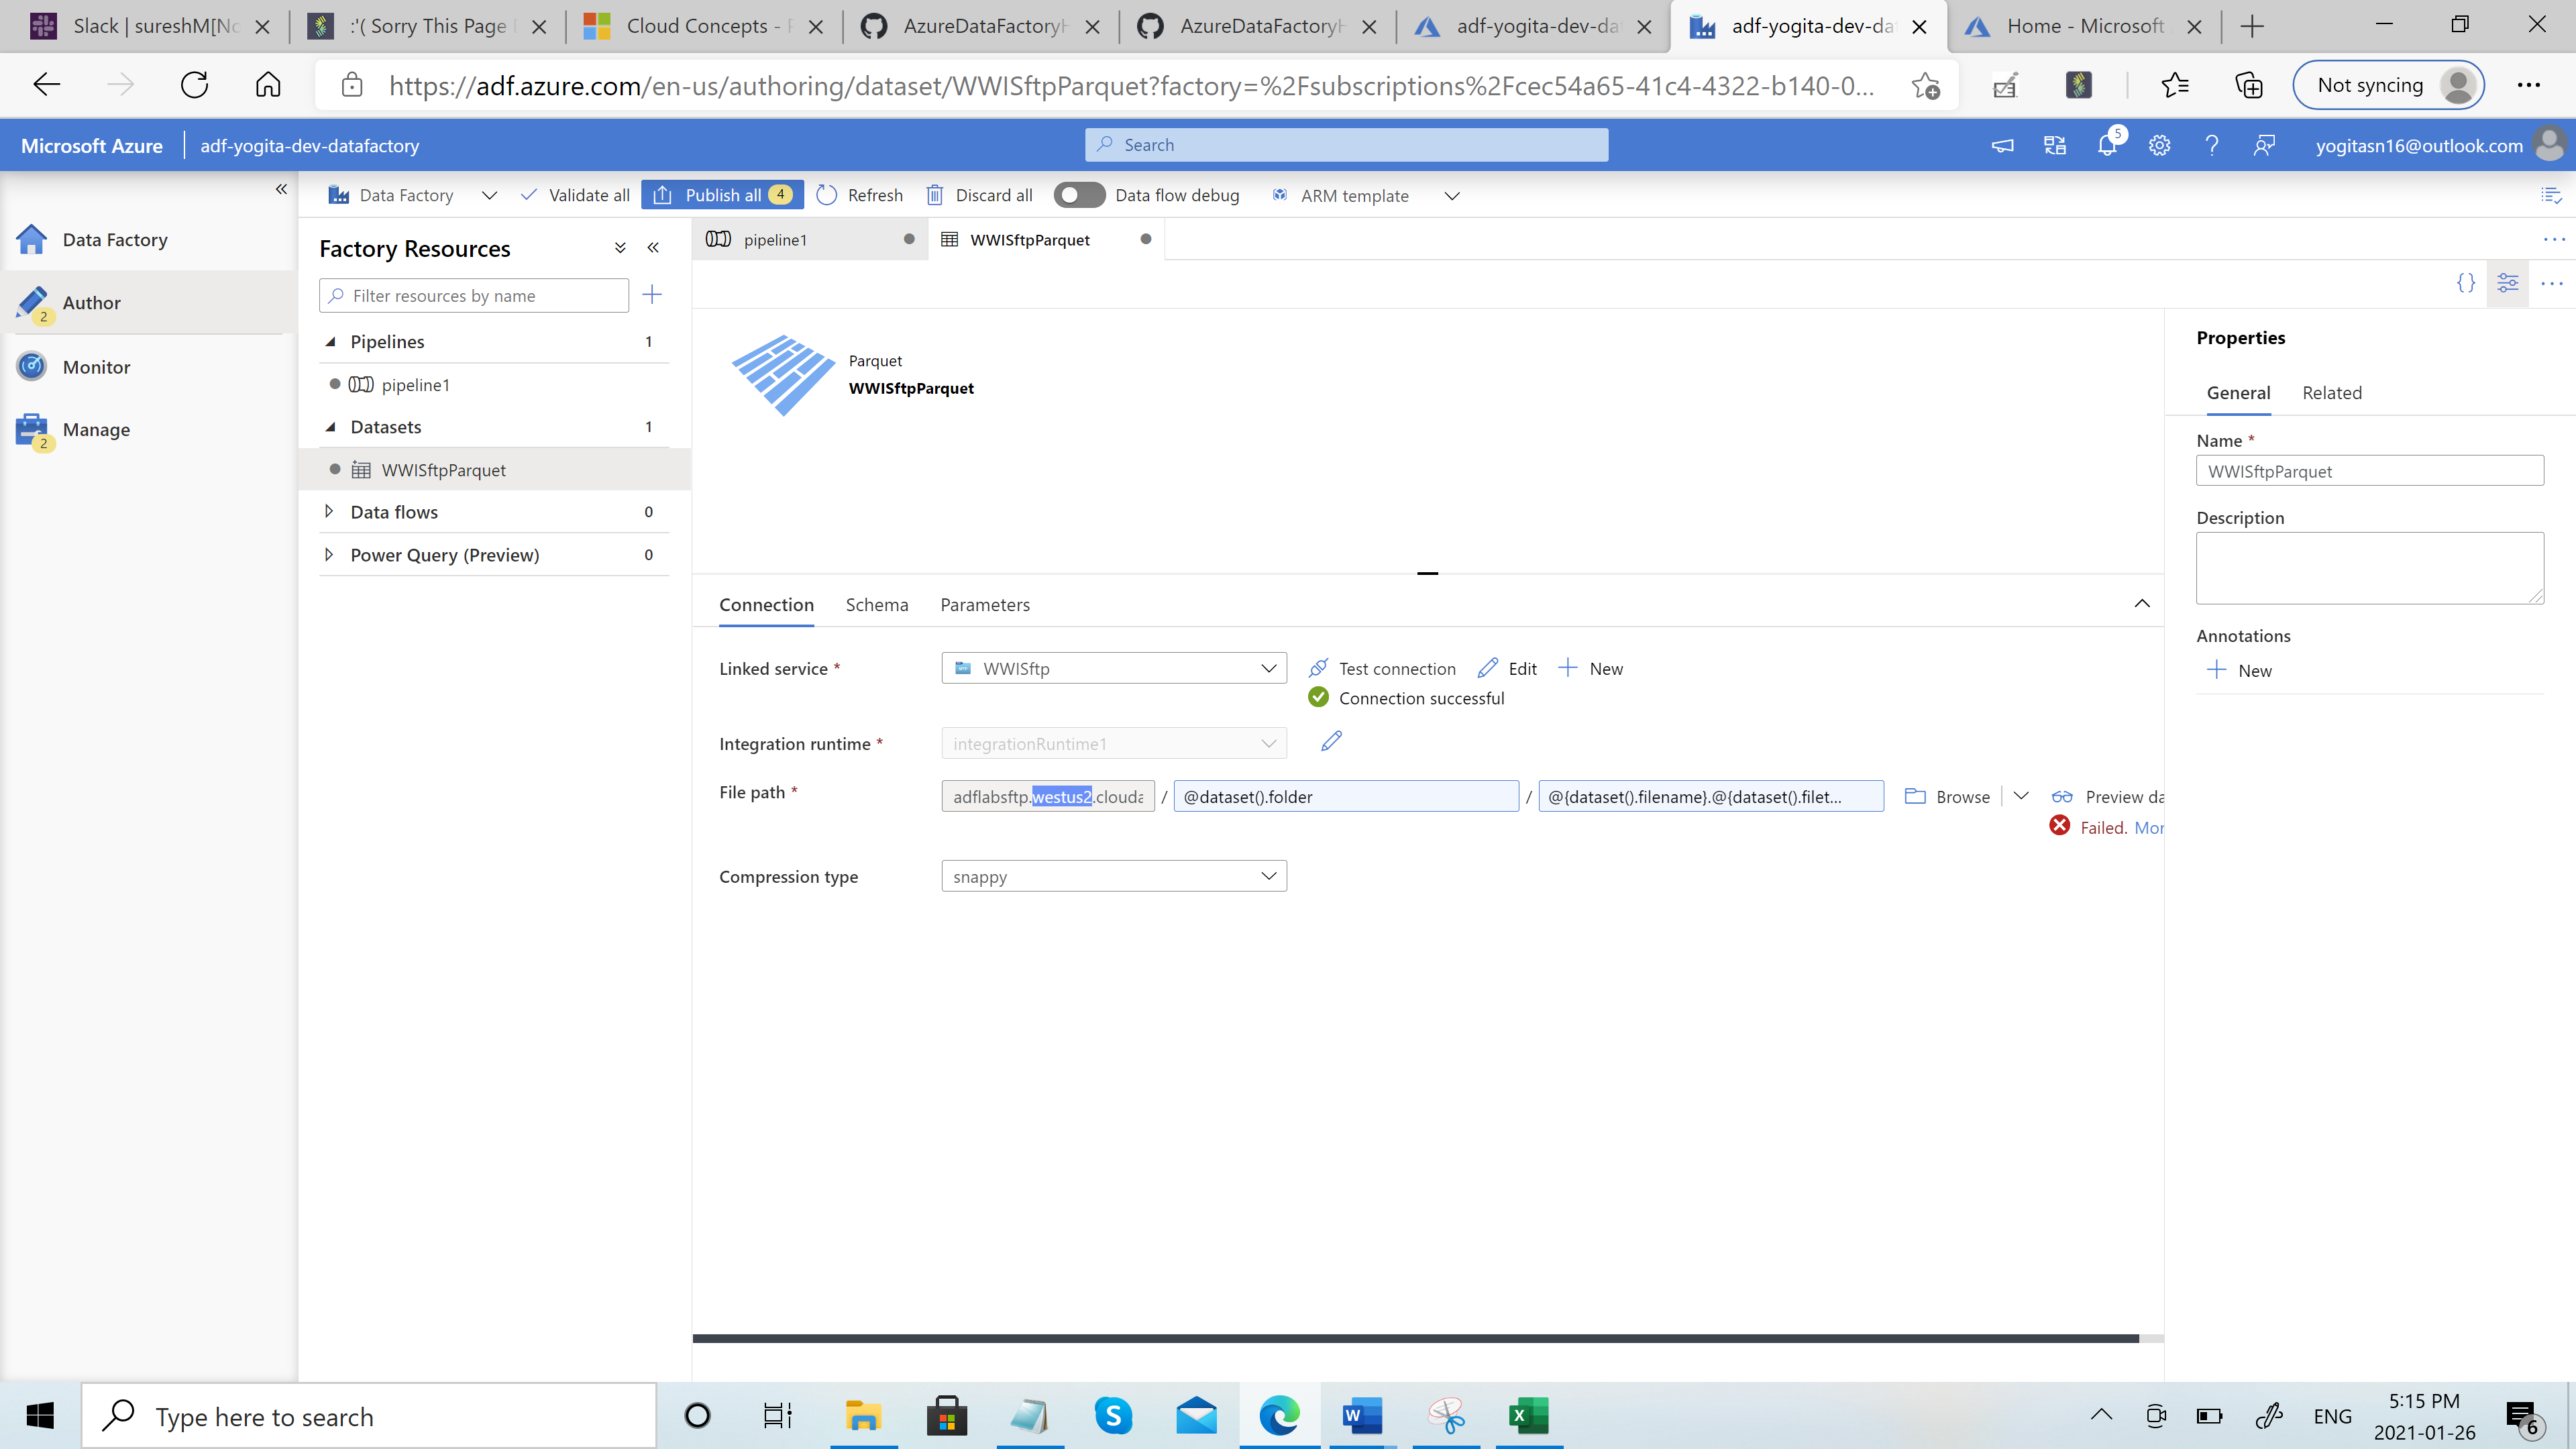 Slack | sureshM[No
:'( Sorry This Page
Cloud Concepts -
AzureDataFactoryH
AzureDataFactoryH
adf-yogita-dev-da
adf-yogita-dev-dat
Home - Microsoft
https://adf.azure.com/en-us/authoring/dataset/WWISftpParquet?factory=%2Fsubscriptions%2Fcec54a65-41c4-4322-b140-0...
Not syncing
Microsoft Azure
adf-yogita-dev-datafactory
Search
5
yogitasn16@outlook.com
Data Factory
Validate all
Publish all 4
Refresh
Discard all
Data flow debug
ARM template
Data Factory
Author
2
Monitor
Manage
2
Factory Resources
Filter resources by name
Pipelines 1
pipeline1
Datasets 1
WWISftpParquet
Data flows 0
Power Query (Preview) 0
pipeline1
WWISftpParquet
Parquet
WWISftpParquet
Connection
Schema
Parameters
Linked service *
WWISftp
Test connection
Edit
New
Connection successful
Integration runtime *
integrationRuntime1
File path *
adflabsftp.westus2.clouda / @dataset().folder / @{dataset().filename}.@{dataset().filet...
Browse
Preview da
Failed. Mor
Compression type
snappy
Properties
General
Related
Name *
WWISftpParquet
Description
Annotations
New
Type here to search
ENG
5:15 PM
2021-01-26
6